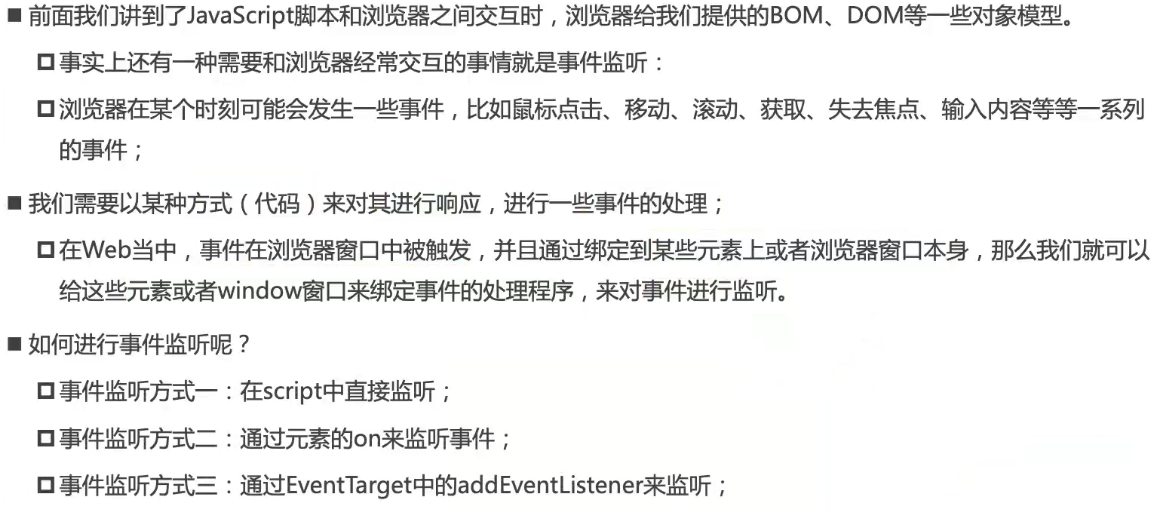 前面我们讲到了JavaScript脚本和浏览器之间交互时，浏览器给我们提供的BOM、DOM等一些对象模型。
事实上还有一种需要和浏览器经常交互的事情就是事件监听：
浏览器在某个时刻可能会发生一些事件，比如鼠标点击、移动、滚动、获取、失去焦点、输入内容等等一系列
的事件；
我们需要以某种方式（代码）来对其进行响应，进行一些事件的处理；
在Web当中，事件在浏览器窗口中被触发，并且通过绑定到某些元素上或者浏览器窗口本身，那么我们就可以
给这些元素或者window窗口来绑定事件的处理程序，来对事件进行监听。
如何进行事件监听呢？
事件监听方式一：在script中直接监听；
事件监听方式二：通过元素的on来监听事件；
事件监听方式三：通过EventTarget中的addEventListener来监听；